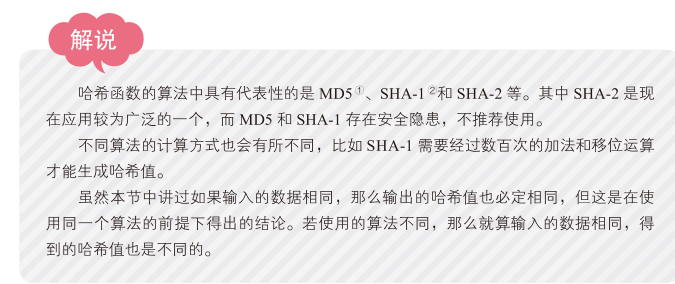 解说
哈希函数的算法中具有代表性的是 MD5①、SHA-1②和 SHA-2 等。其中 SHA-2 是现
在应用较为广泛的一个，而 MD5 和 SHA-1 存在安全隐患，不推荐使用。
不同算法的计算方式也会有所不同，比如 SHA-1 需要经过数百次的加法和移位运算
才能生成哈希值。
虽然本节中讲过如果输入的数据相同，那么输出的哈希值也必定相同，但这是在使
用同一个算法的前提下得出的结论。若使用的算法不同，那么就算输入的数据相同，得
到的哈希值也是不同的。